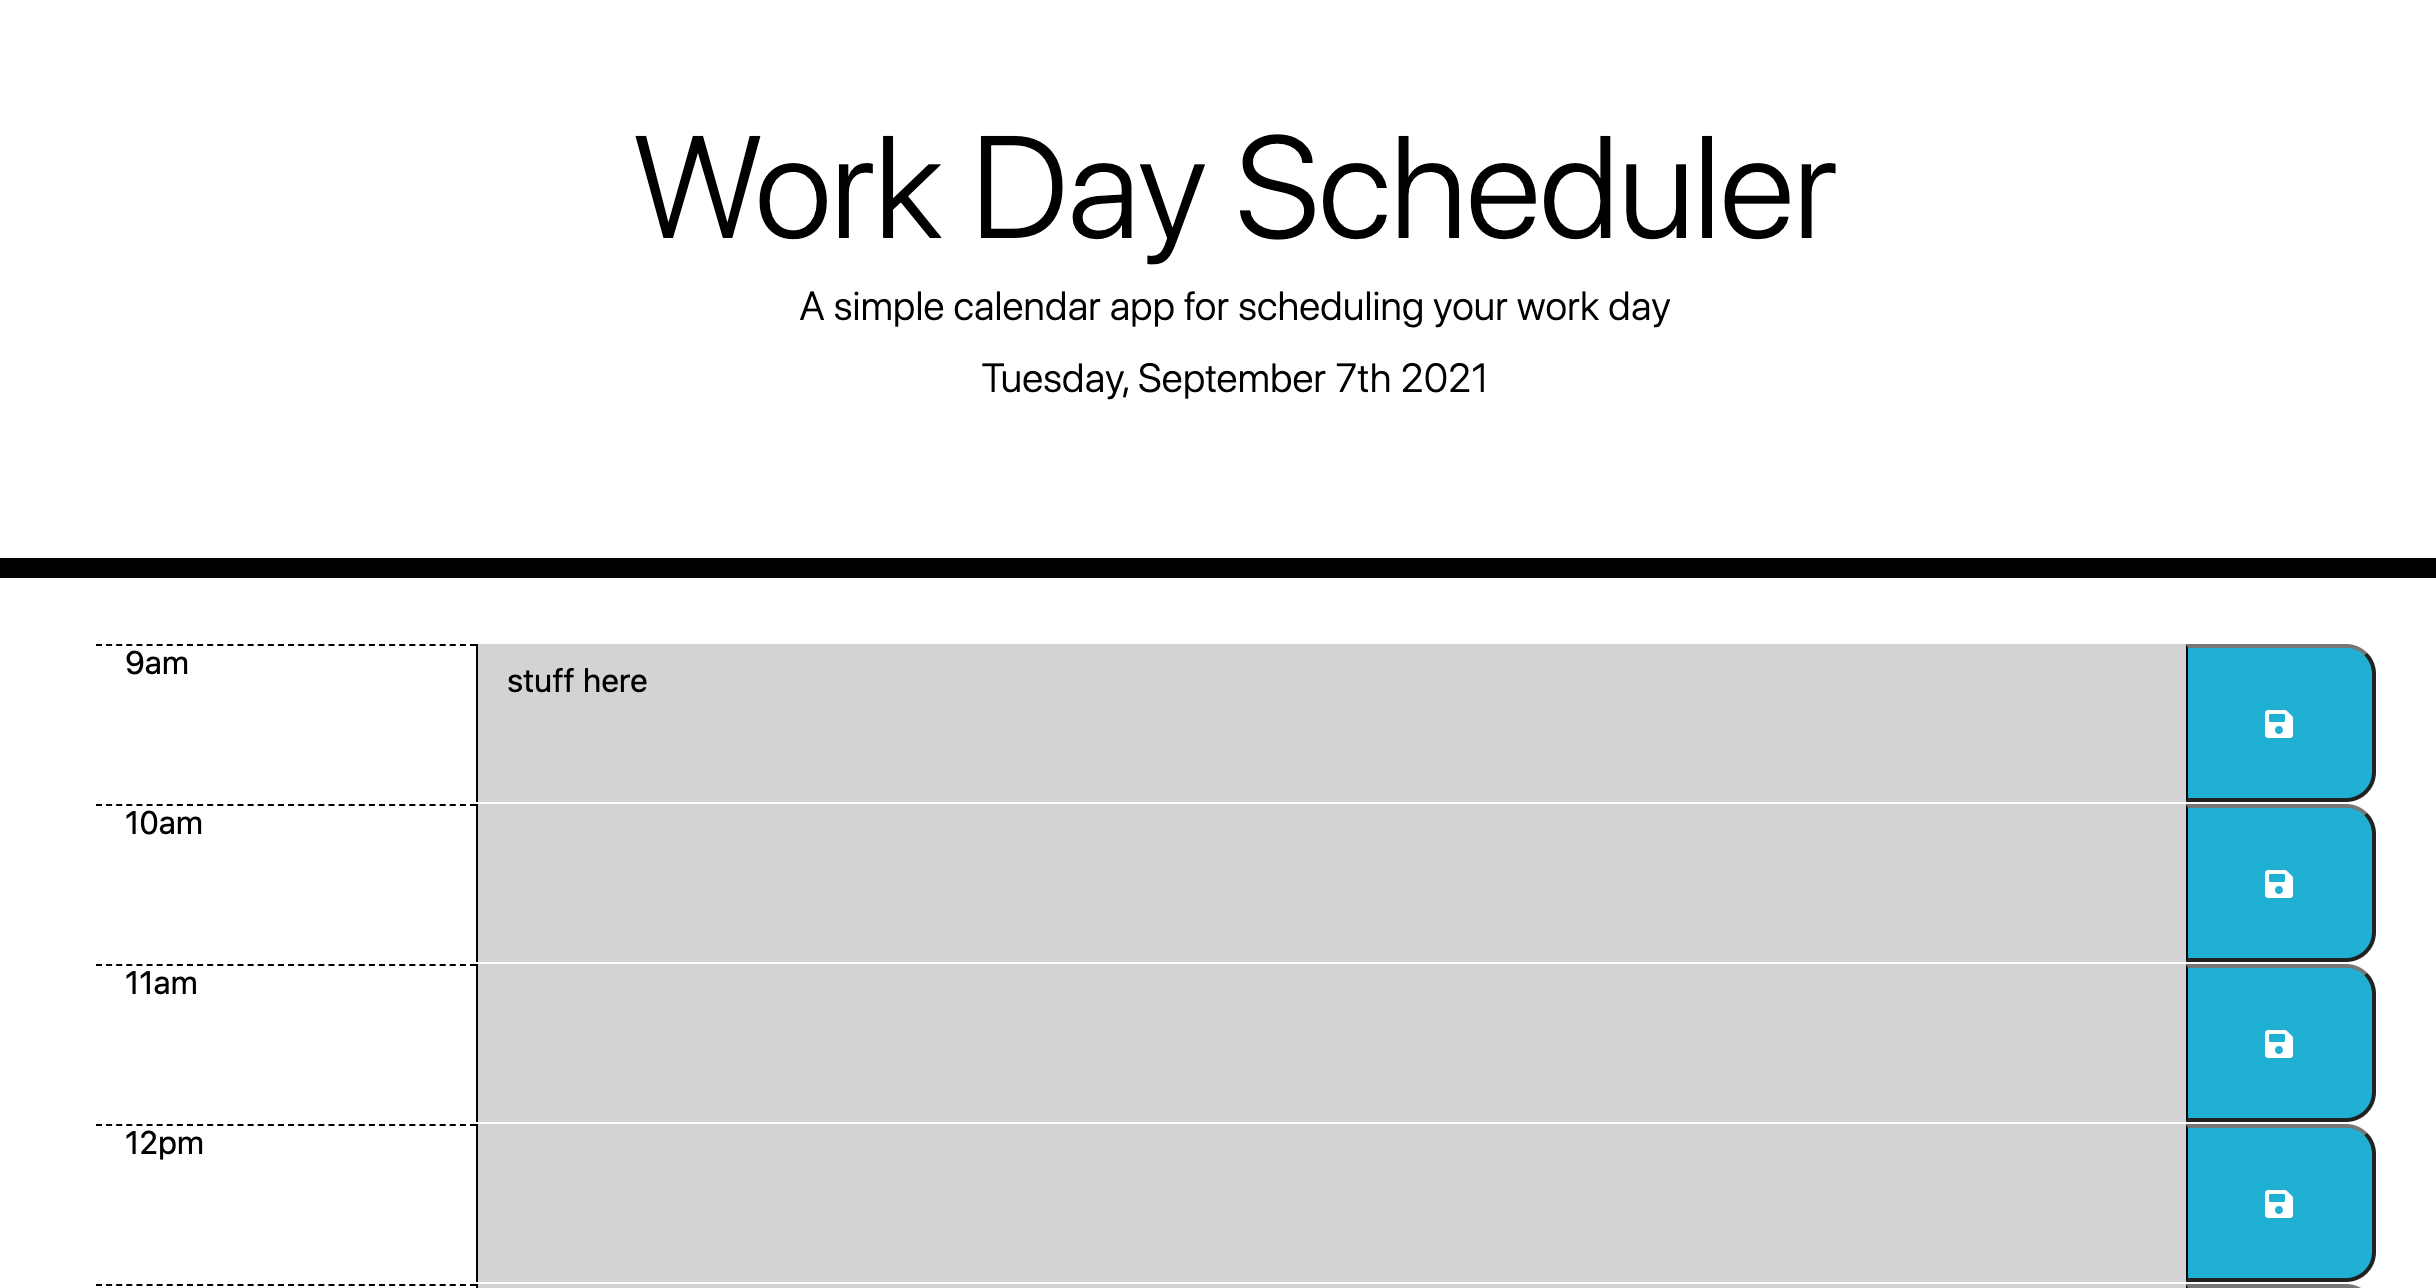 Work Day Scheduler
A simple calendar app for scheduling your work day
Tuesday, September 7th 2021
9am
stuff here
10am
11am
12pm